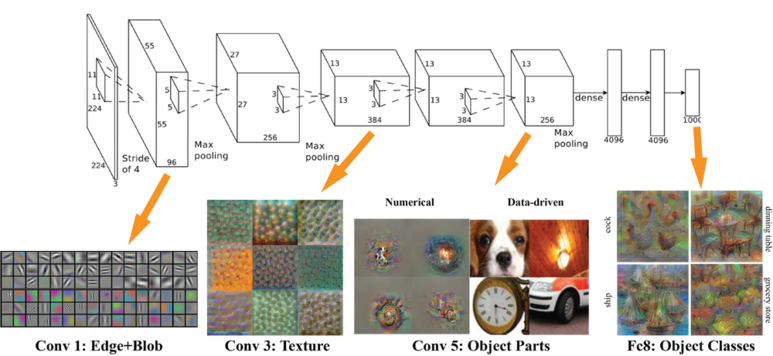 55
27
13
13
13
11
5
5
3
3
3
3
3
3
11
224
55
27
13
13
13
dense
dense
384
384
256
256
Max
pooling
Max
pooling
Max
pooling
4096
4096
1000
96
Stride
of 4
224
3
Numerical
Data-driven
cock
dinning table
ship
grocery store
Conv 1: Edge+Blob
Conv 3: Texture
Conv 5: Object Parts
Fc8: Object Classes